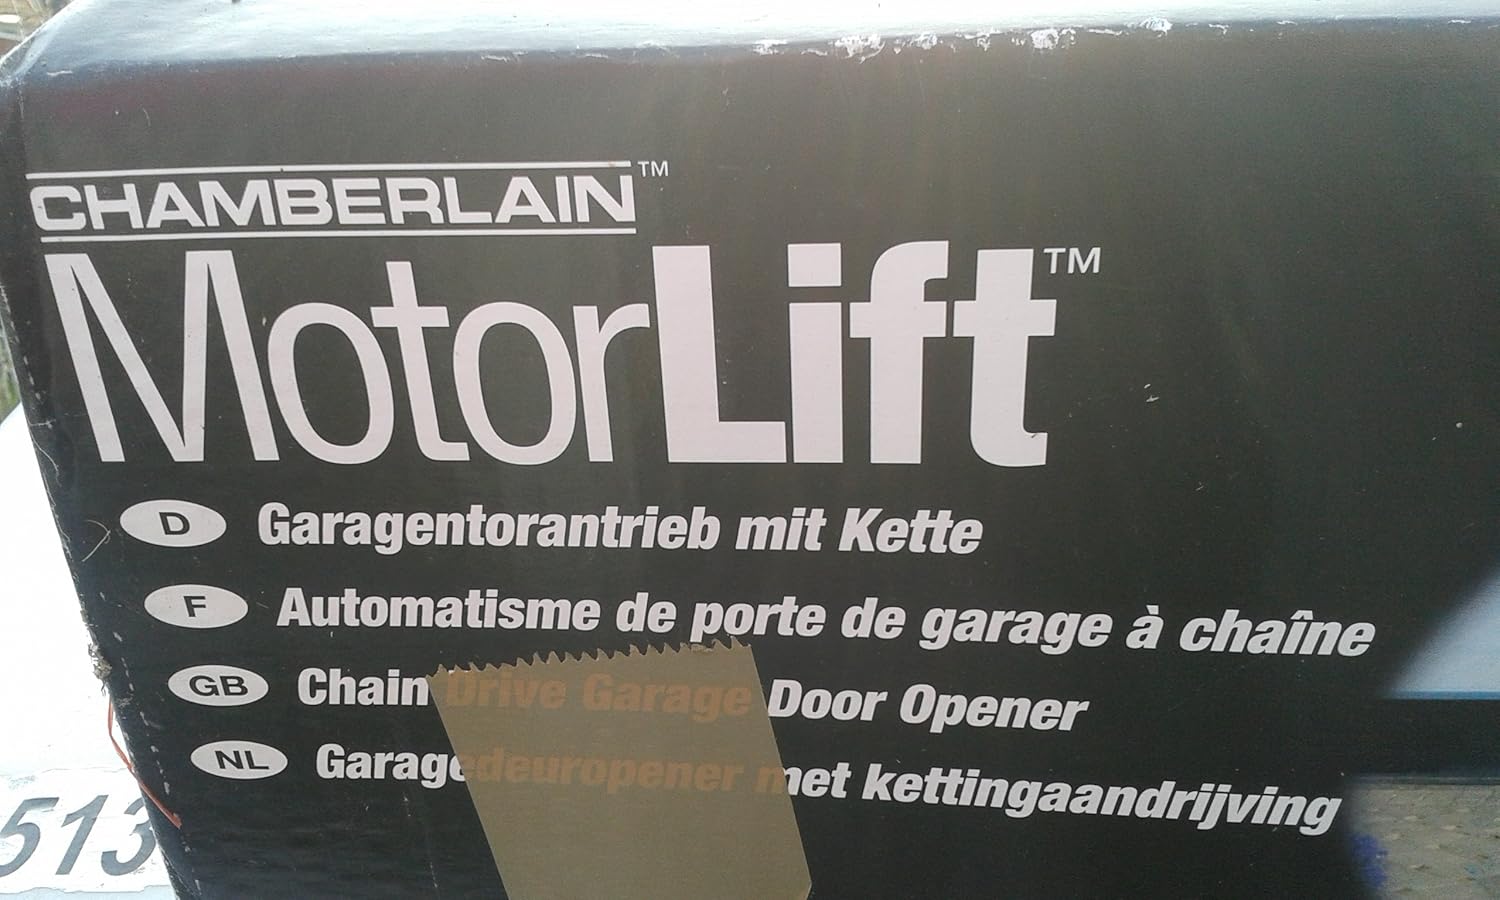 CHAMBERLAIN™
MotorLift™
D Garagentorantrieb mit Kette
F Automatisme de porte de garage à chaîne
GB Chain Drive Garage Door Opener
NL Garagedeuropener met kettingaandrijving
513